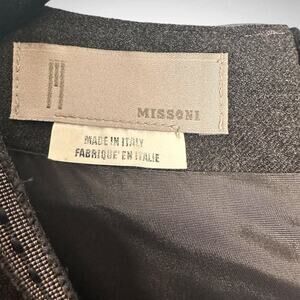 MISSONI
MADE IN ITALY
FABRIQUE' EN ITALIE